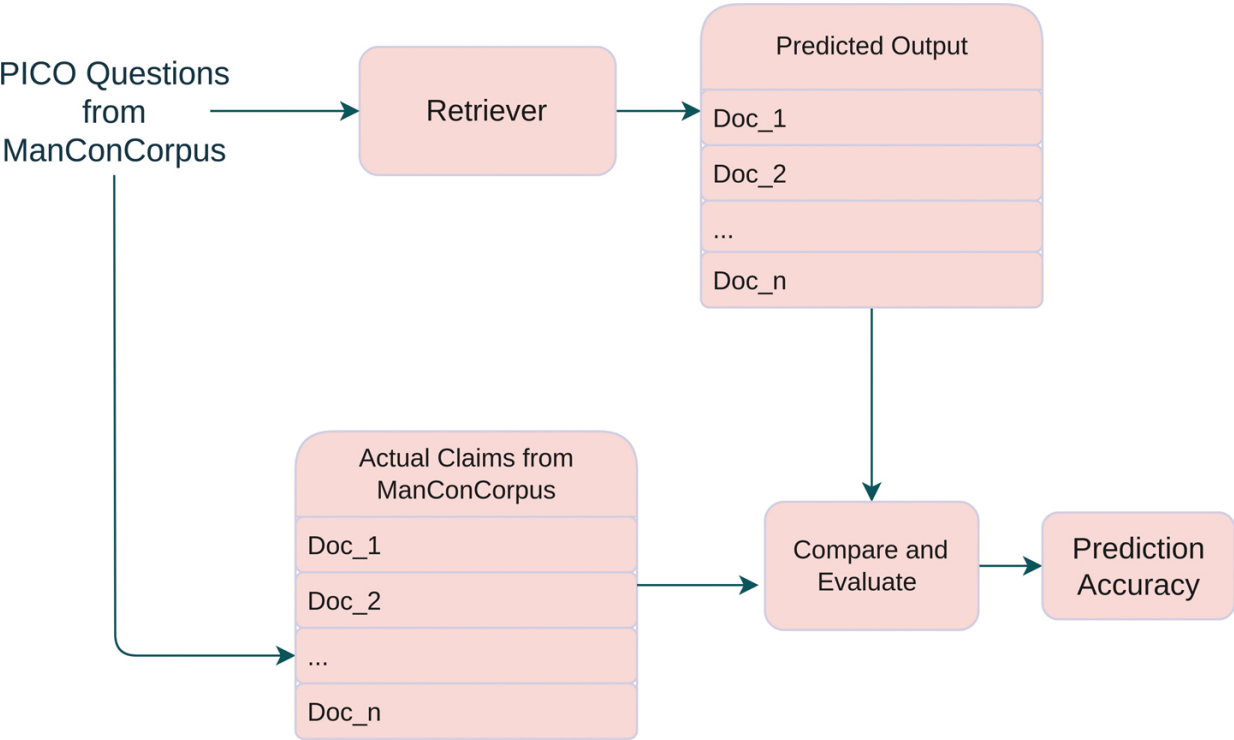 PICO Questions
from
ManConCorpus
Retriever
Predicted Output
Doc_1
Doc_2
...
Doc_n
Actual Claims from
ManConCorpus
Doc_1
Doc_2
...
Doc_n
Compare and
Evaluate
Prediction
Accuracy